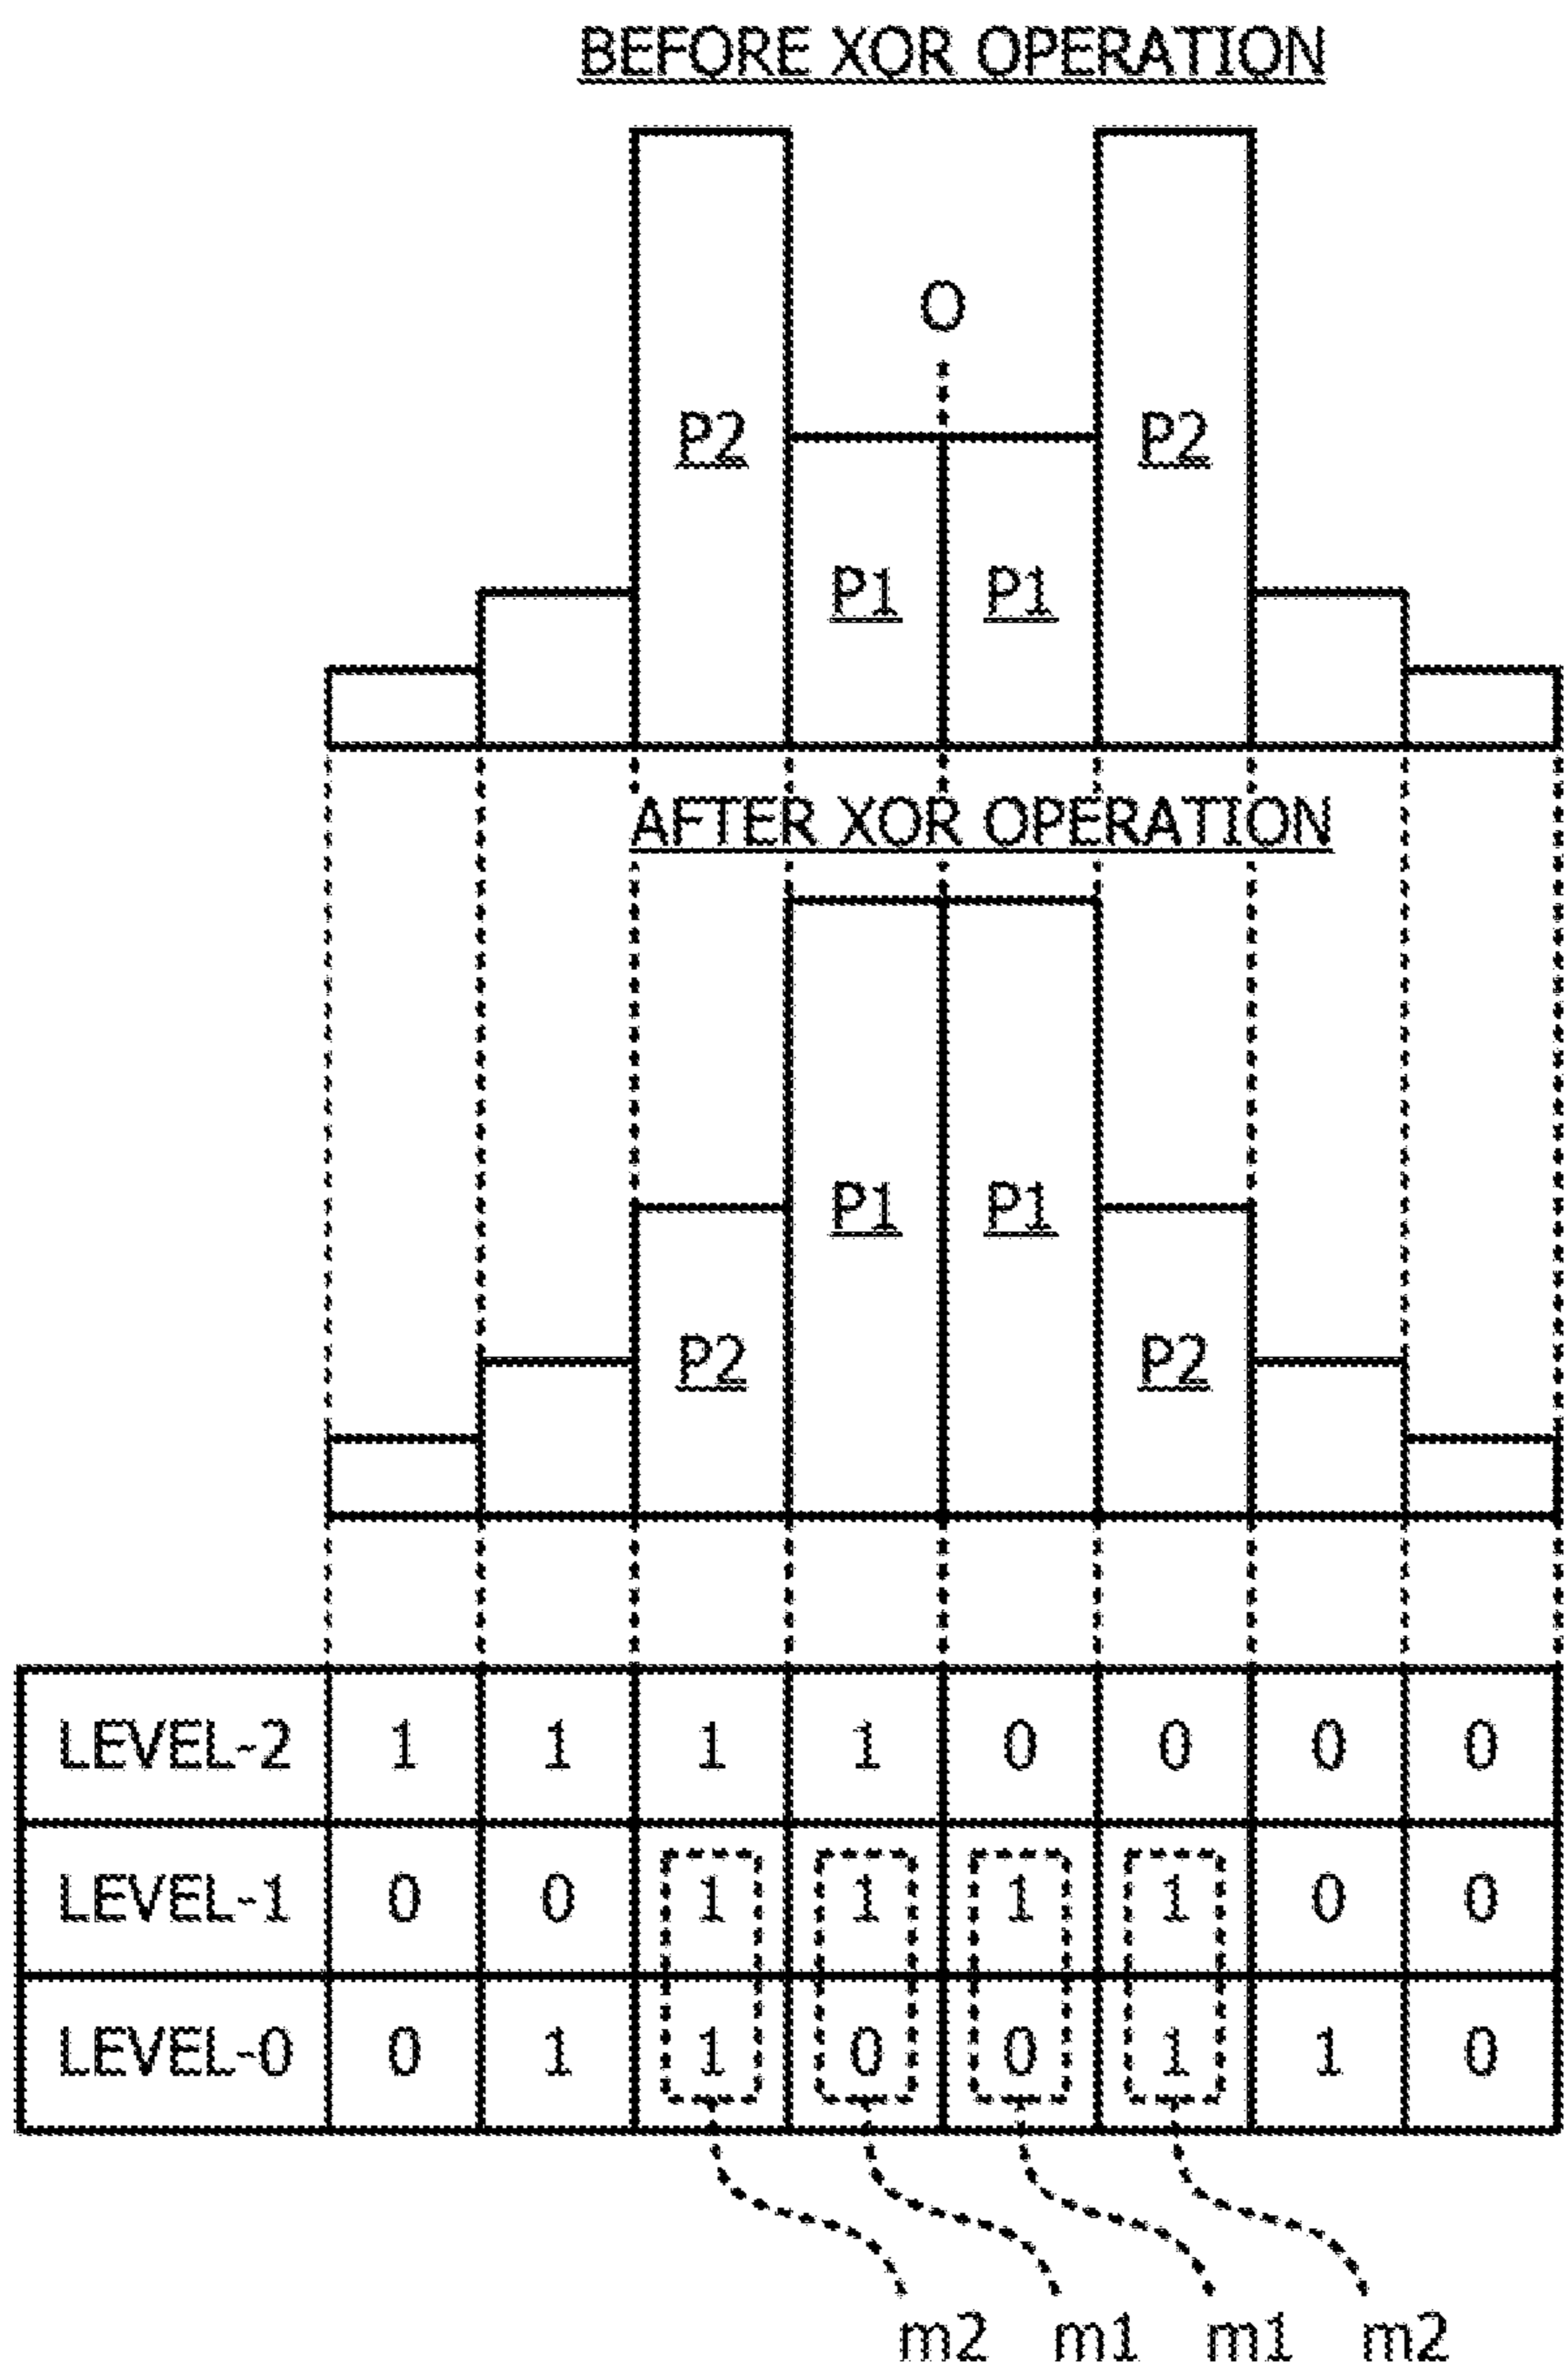 BEFORE XOR OPERATION
O
P2 P2
P1 P1
AFTER XOR OPERATION
P1 P1
P2 P2
LEVEL-2 1 1 1 1 0 0 0 0
LEVEL-1 0 0 1 1 1 1 0 0
LEVEL-0 0 1 1 0 0 1 1 0
m2 m1 m1 m2